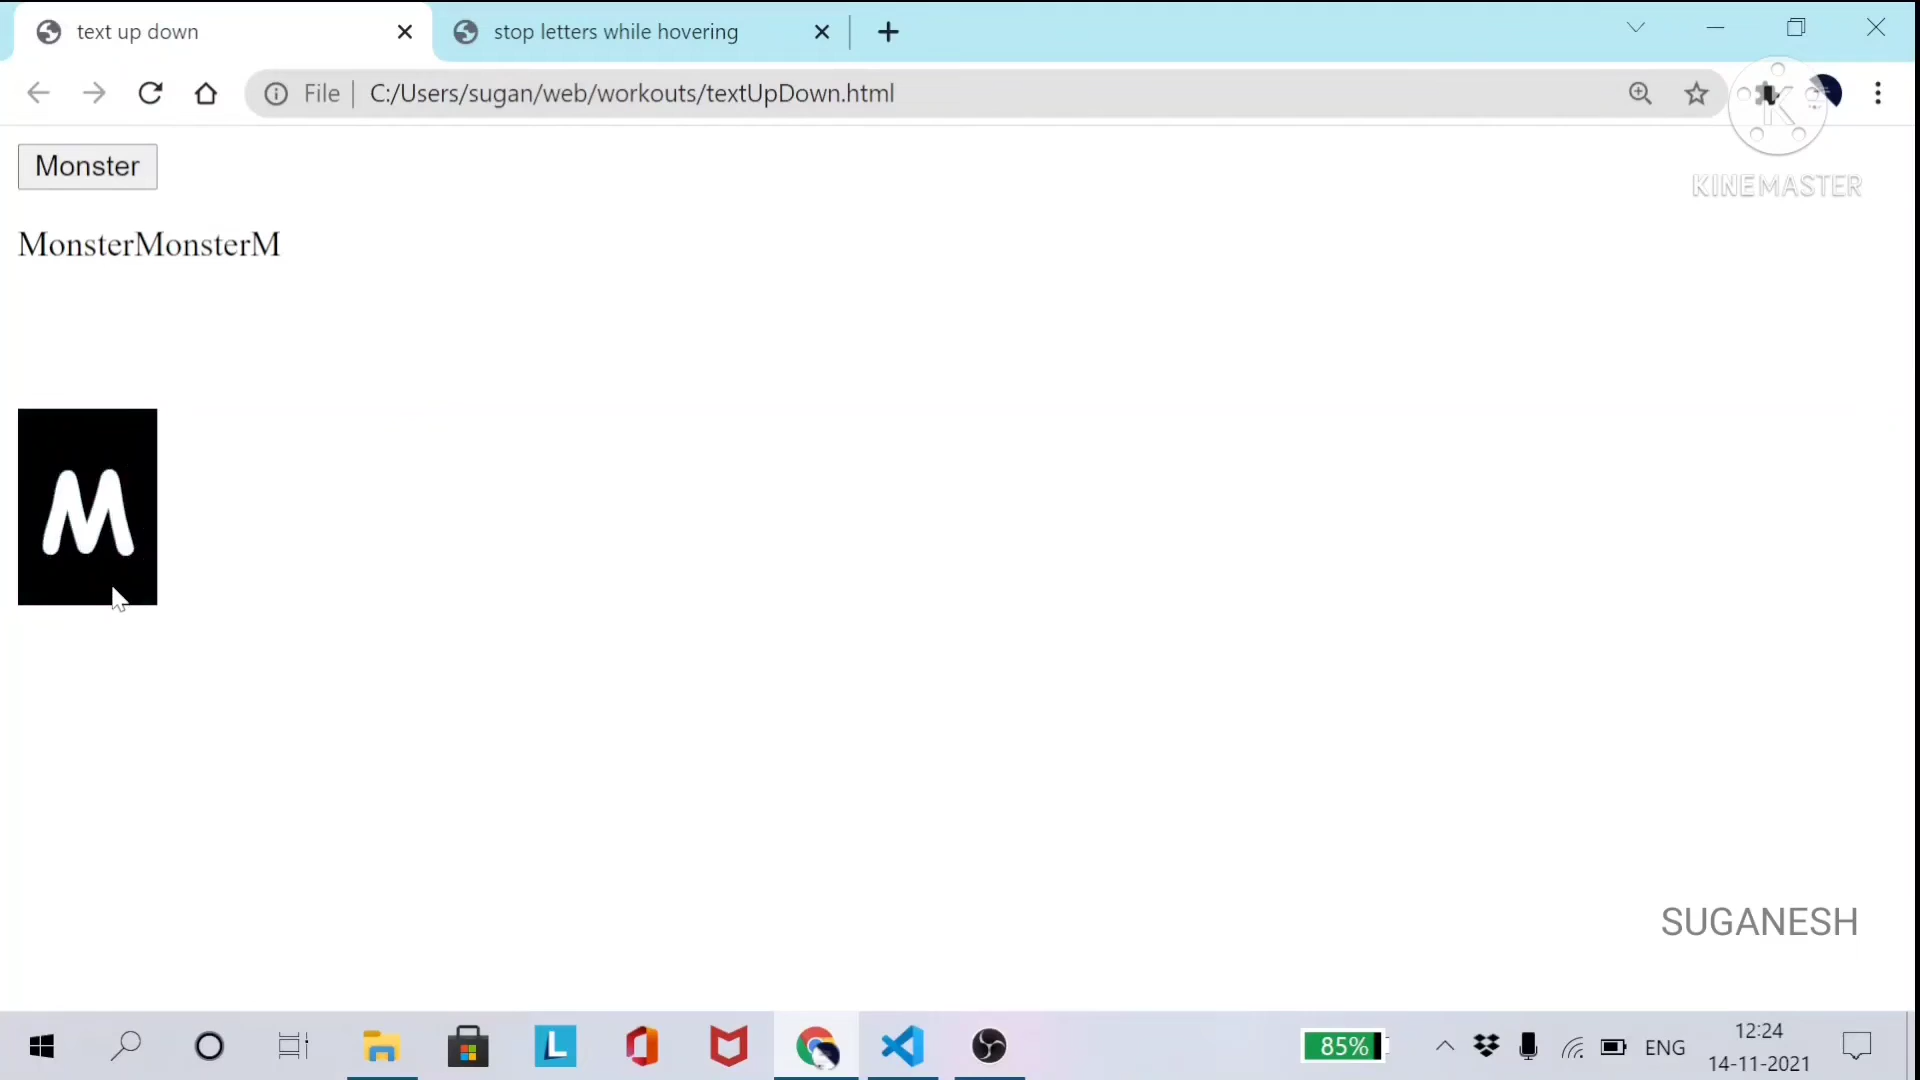 text up down
stop letters while hovering
File
C:/Users/sugan/web/workouts/textUpDown.html
KINEMASTER
Monster
MonsterMonsterM
M
SUGANESH
85%
ENG
12:24
14-11-2021